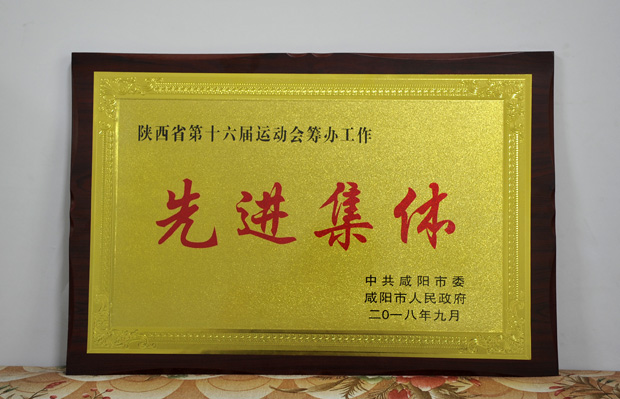 陕西省第十六届运动会筹办工作
先进集体
中共咸阳市委
咸阳市人民政府
二〇一八年九月